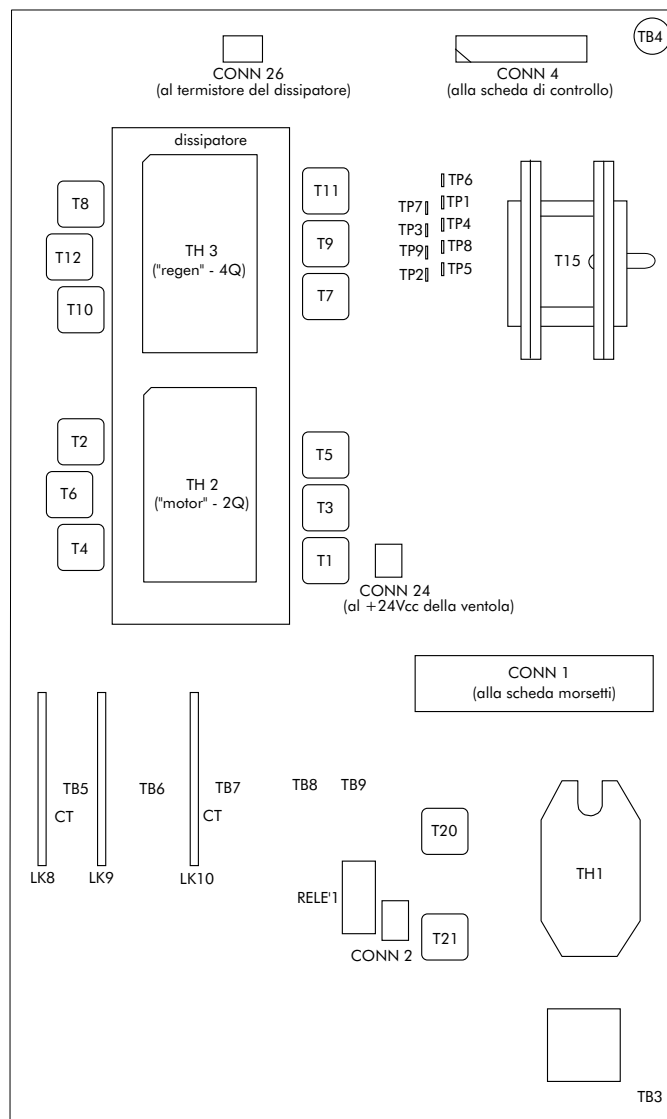 TB4
CONN 26
(al termistore del dissipatore)
CONN 4
(alla scheda di controllo)
dissipatore
T8
T12
T10
TH 3
("regen" - 4Q)
T11
T9
T7
TP6
TP7
TP1
TP3
TP4
TP9
TP8
TP2
TP5
T15
T2
T6
T4
TH 2
("motor" - 2Q)
T5
T3
T1
CONN 24
(al +24Vcc della ventola)
CONN 1
(alla scheda morsetti)
TB5
CT
TB6
TB7
CT
TB8
TB9
LK8
LK9
LK10
T20
TH1
RELE'1
T21
CONN 2
TB3